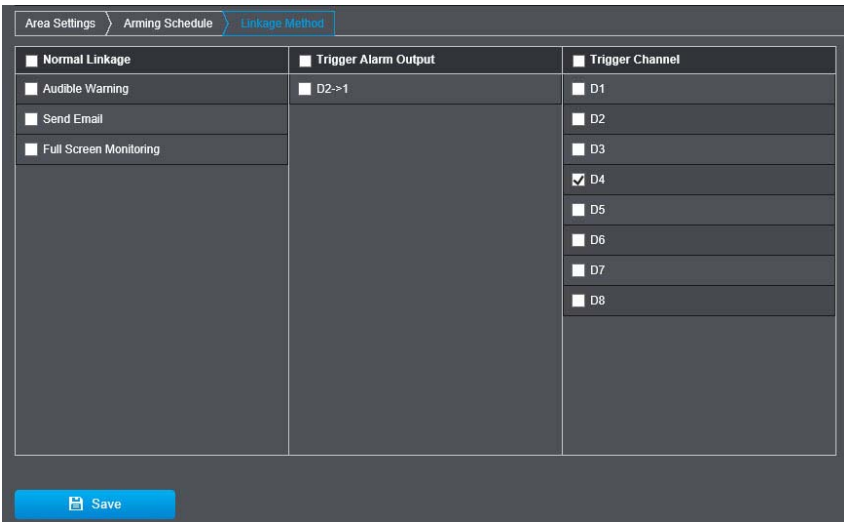 Area Settings Arming Schedule Linkage Method
Normal Linkage Trigger Alarm Output Trigger Channel
Audible Warning D2->1 D1
Send Email D2
Full Screen Monitoring D3
D4
D5
D6
D7
D8
Save